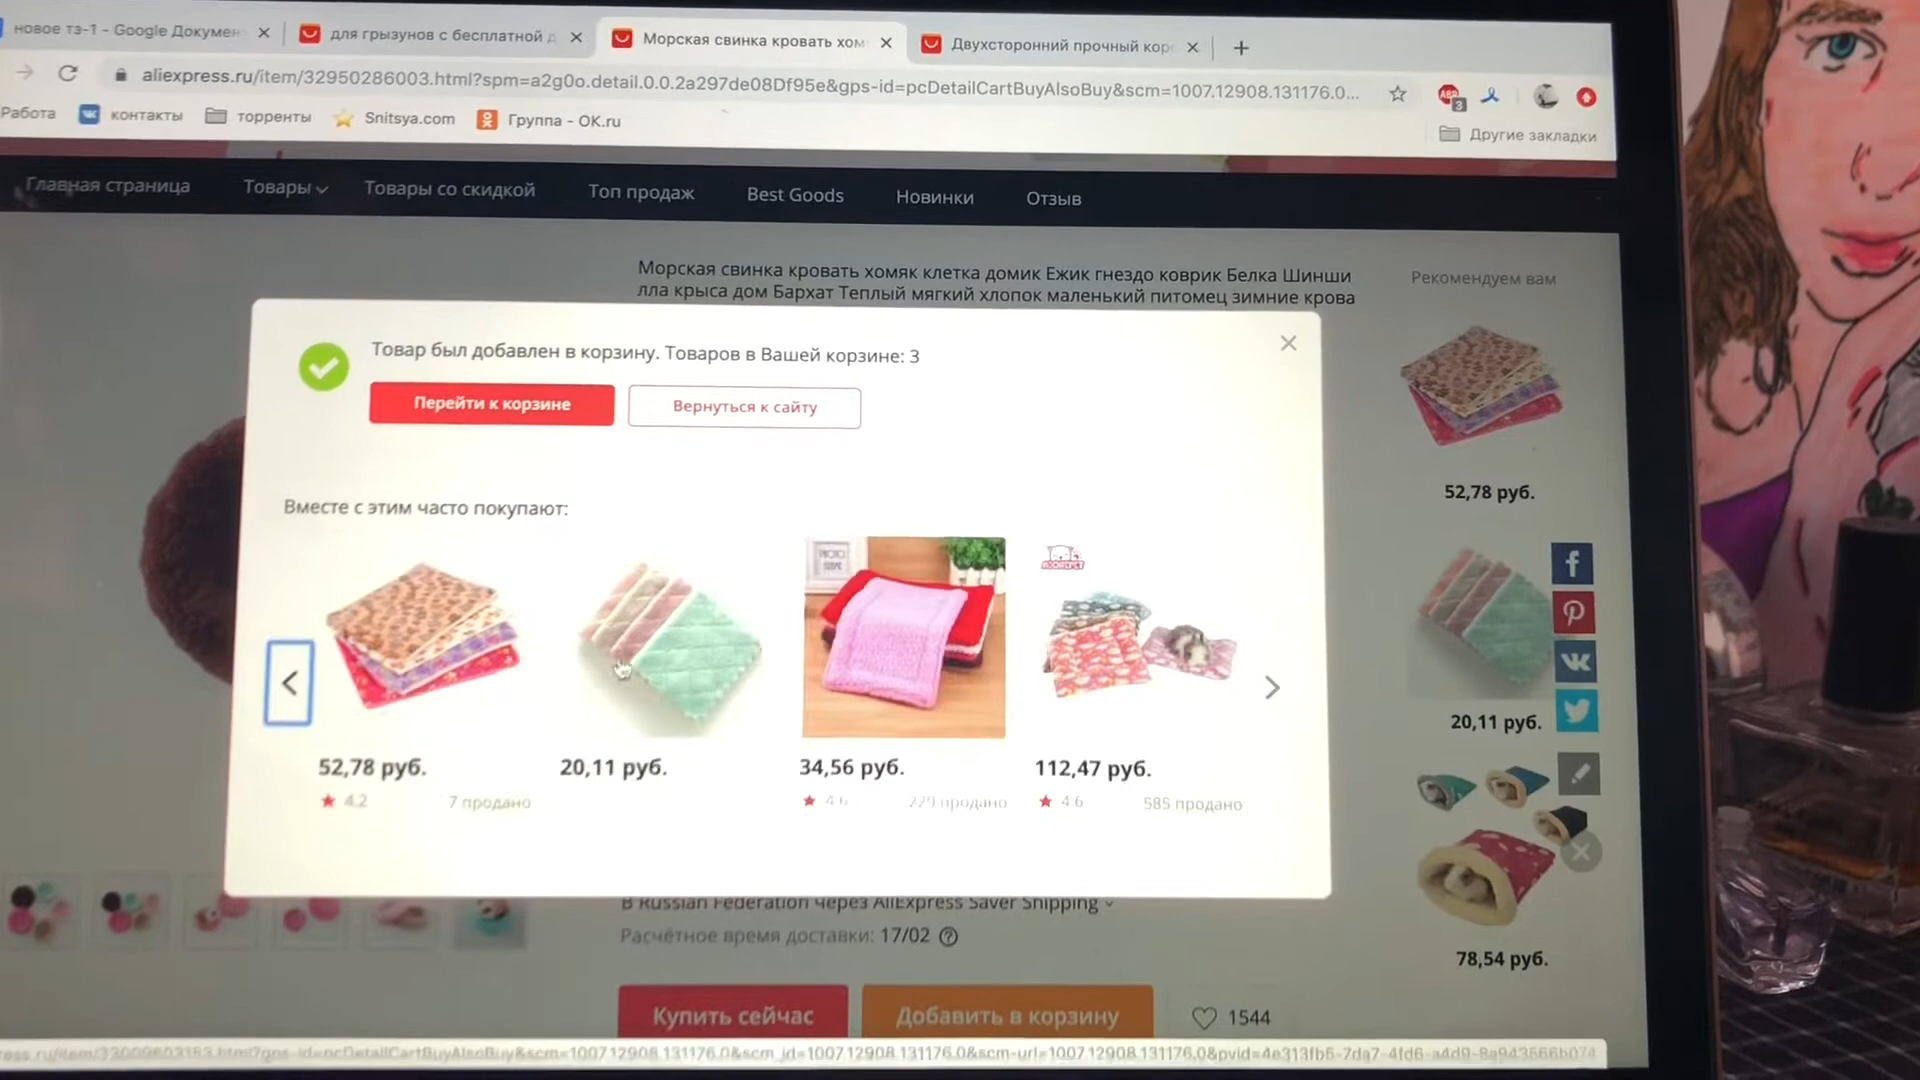 новое тз-1 - Google Докумен
для грызунов с бесплатной д
Морская свинка кровать хом
Двухсторонний прочный кор
aliexpress.ru/item/32950286003.html?spm=a2g0o.detail.0.0.2a297de08Df95e&gps-id=pcDetailCartBuyAlsoBuy&scm=1007.12908.131176.0...
ABP
3
Работа
контакты
торренты
Snitsya.com
Группа - OK.ru
Другие закладки
Главная страница
Товары
Товары со скидкой
Топ продаж
Best Goods
Новинки
Отзыв
Морская свинка кровать хомяк клетка домик Ежик гнездо коврик Белка Шинши
лла крыса дом Бархат Теплый мягкий хлопок маленький питомец зимние крова
Рекомендуем вам
Товар был добавлен в корзину. Товаров в Вашей корзине: 3
Перейти к корзине
Вернуться к сайту
52,78 руб.
Вместе с этим часто покупают:
20,11 руб.
52,78 руб.
20,11 руб.
34,56 руб.
112,47 руб.
4.2
7 продано
4.6
229 продано
4.6
585 продано
В Russian Federation через AliExpress Saver Shipping
Расчётное время доставки: 17/02
78,54 руб.
Купить сейчас
Добавить в корзину
1544